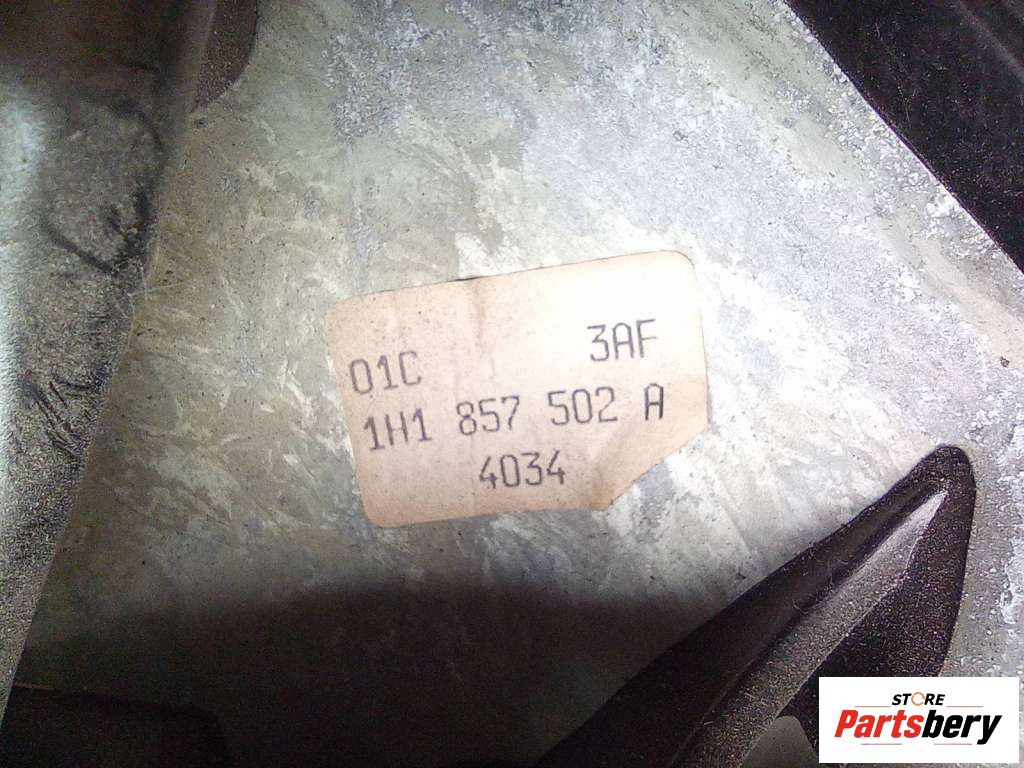 01C 3AF
1H1 857 502 A
4034
STORE
Partsbery